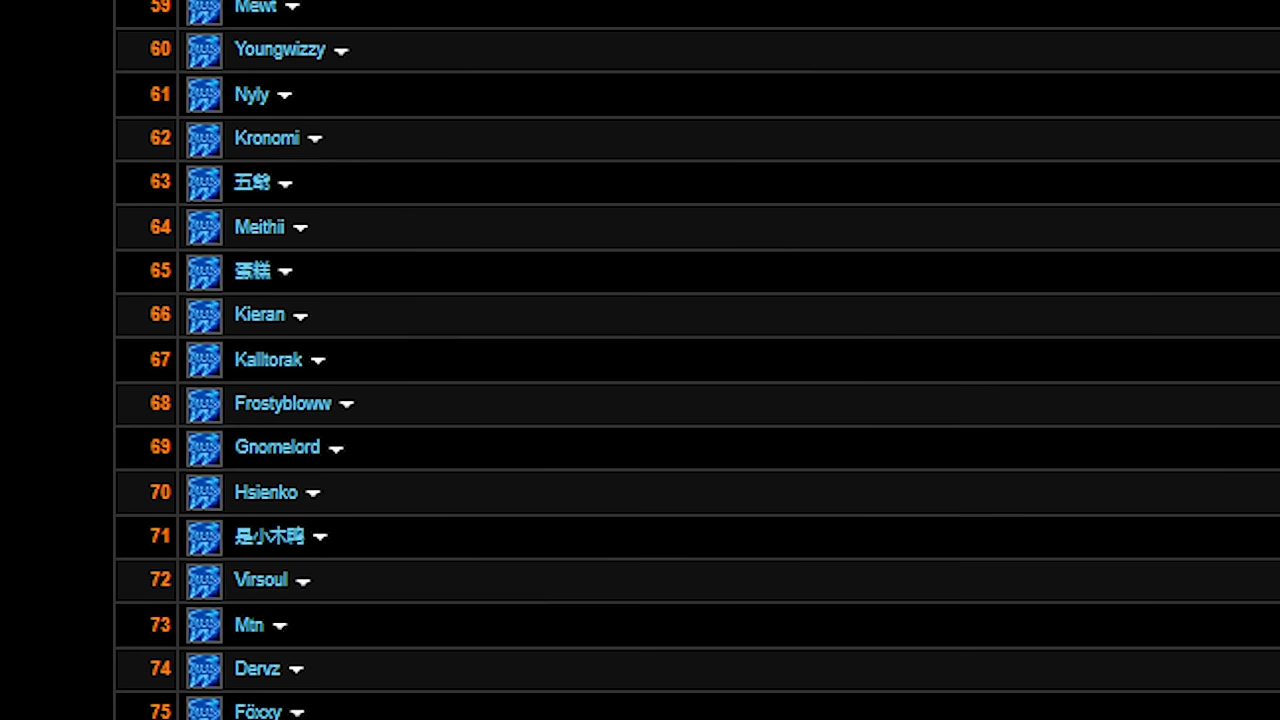 59 Mewt
60 Youngwizzy
61 Nyly
62 Kronomi
63 五爷
64 Meithii
65 蛋糕
66 Kieran
67 Kalltorak
68 Frostybloww
69 Gnomelord
70 Hsienko
71 是小木鸭
72 Virsoul
73 Mtn
74 Dervz
75 Föxxy